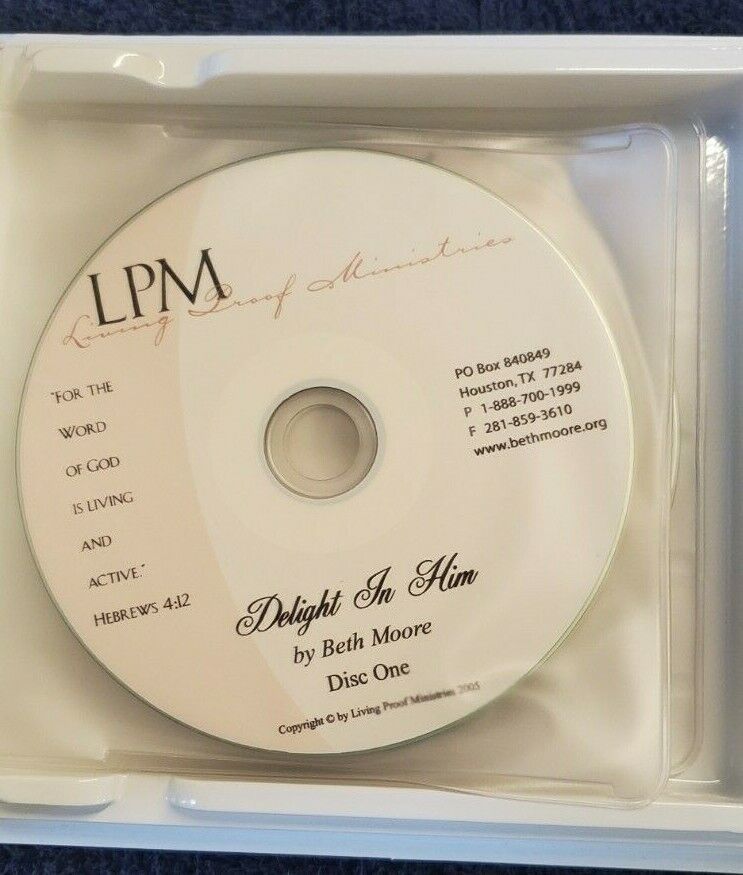 LPM
Living Proof Ministries
"FOR THE
WORD
OF GOD
IS LIVING
AND
ACTIVE."
HEBREWS 4:12
PO Box 840849
Houston, TX 77284
P 1-888-700-1999
F 281-859-3610
www.bethmoore.org
Delight In Him
by Beth Moore
Disc One
Copyright © by Living Proof Ministries 2005